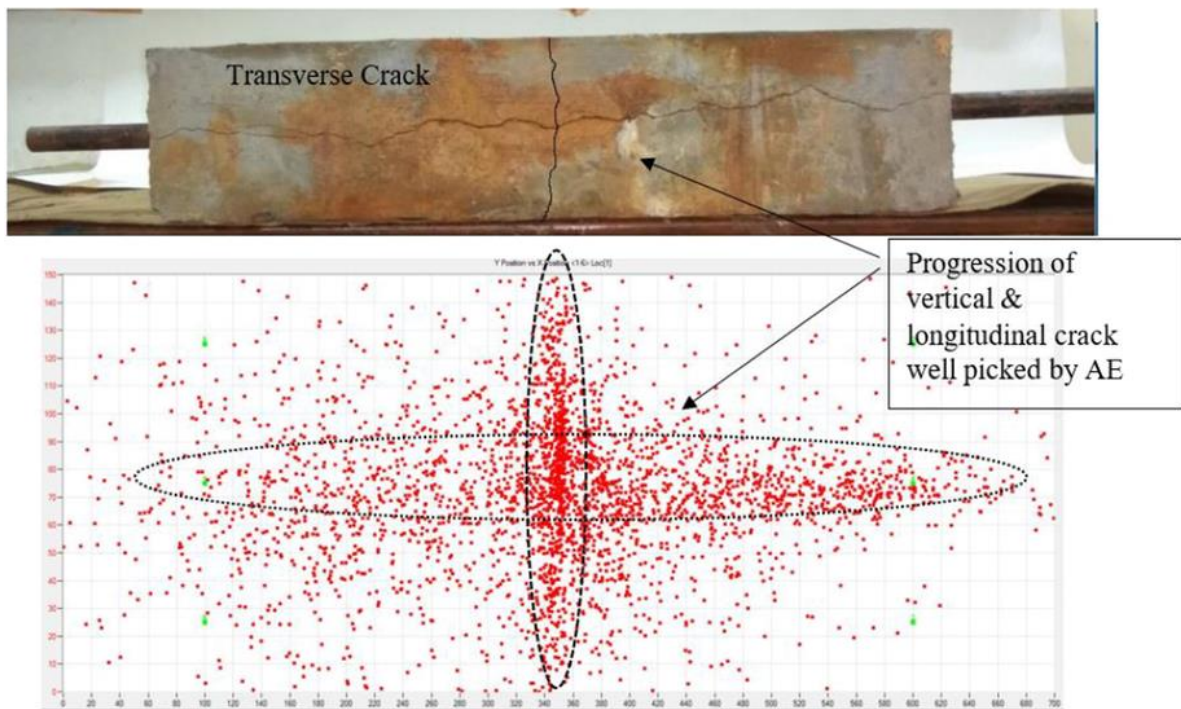 Transverse Crack
Progression of
vertical &
longitudinal crack
well picked by AE
Y Position vs X Position <1-6> Loc[1]
150
140
130
120
110
100
90
80
70
60
50
40
30
20
10
0
0 20 40 60 80 100 120 140 160 180 200 220 240 260 280 300 320 340 360 380 400 420 440 460 480 500 520 540 560 580 600 620 640 660 680 700